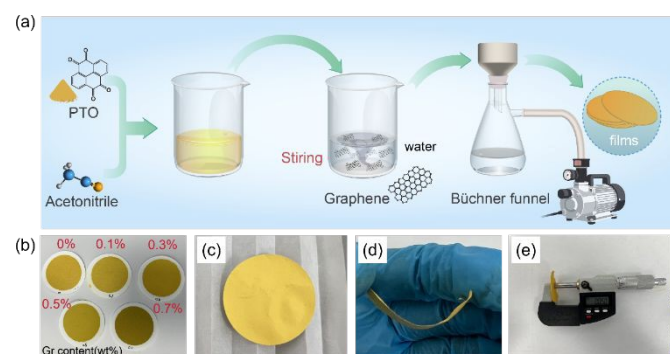 (a)
PTO
Acetonitrile
Stiring
water
Graphene
Büchner funnel
films
(b)
0%
0.1%
0.3%
0.5%
0.7%
Gr content(wt%)
(c)
(d)
(e)